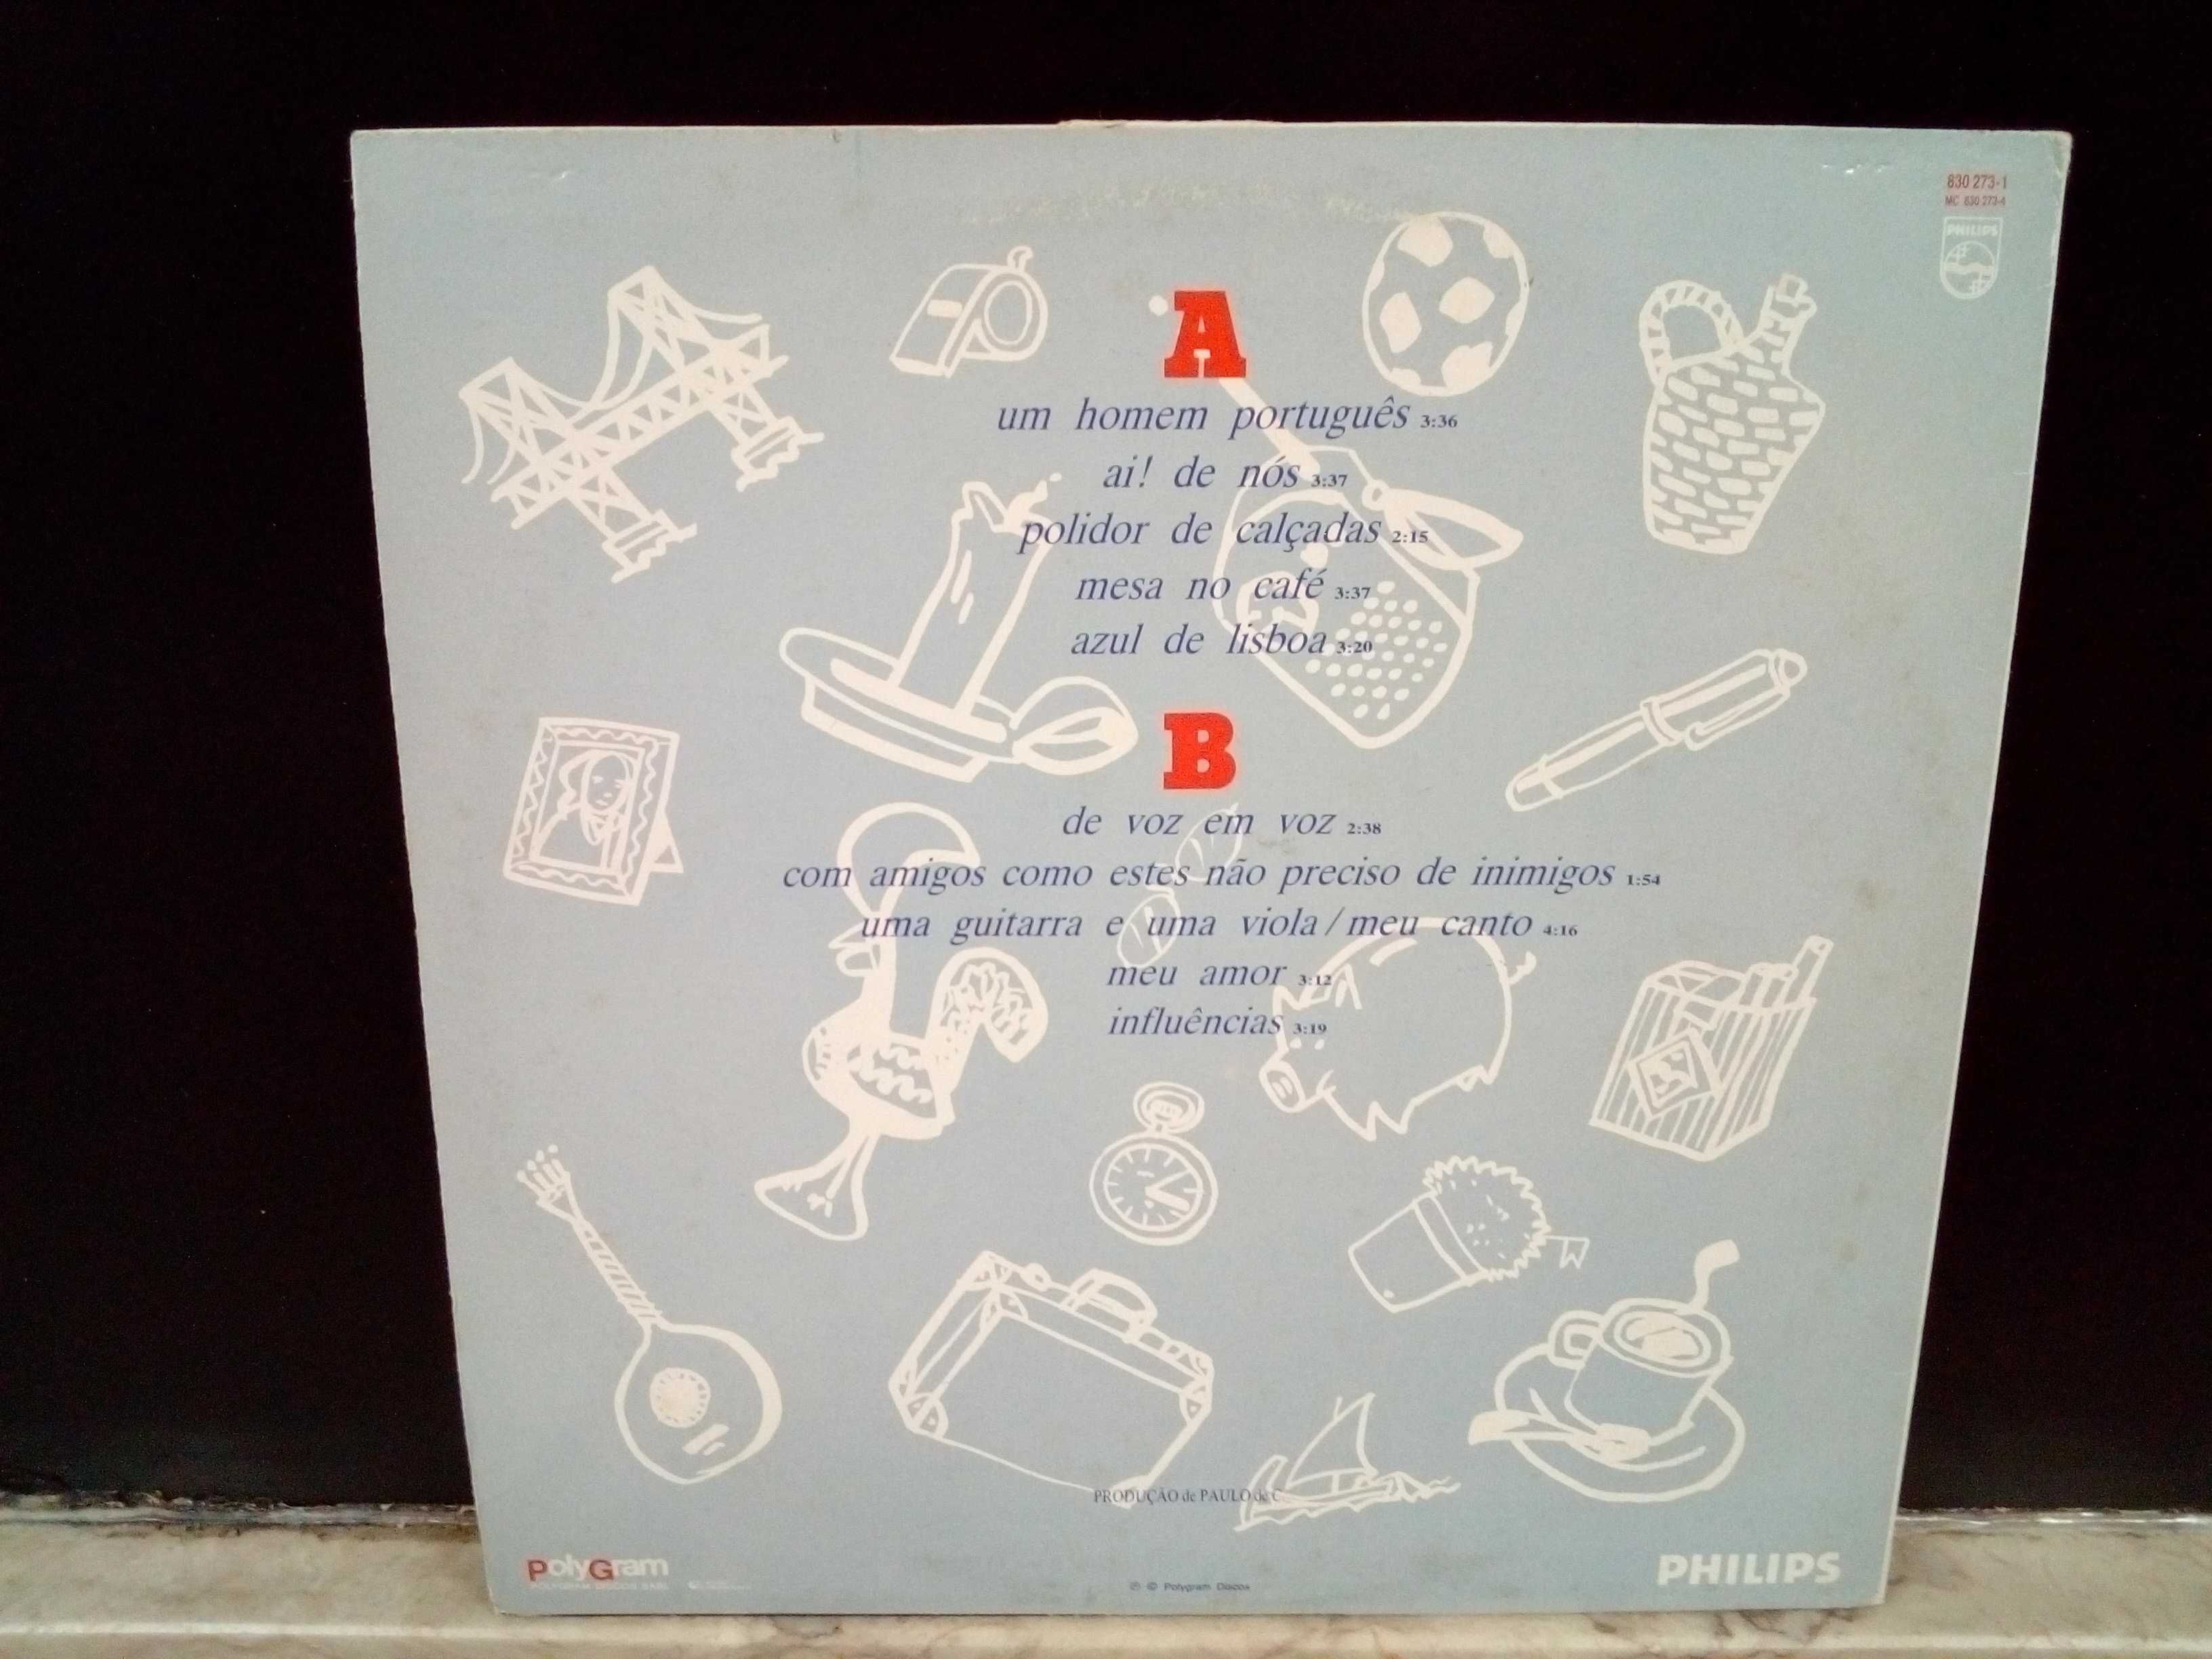 830 273-1
MC 830 273-4
PHILIPS
A
um homem português 3:36
ai! de nós 3:37
polidor de calçadas 2:15
mesa no café 3:37
azul de lisboa 3:20
B
de voz em voz 2:38
com amigos como estes não preciso de inimigos 1:54
uma guitarra e uma viola / meu canto 4:16
meu amor 3:12
influências 3:19
PRODUÇÃO de PAULO de C
PolyGram
POLYGRAM DISCOS SARL
℗ © Polygram Discos
PHILIPS